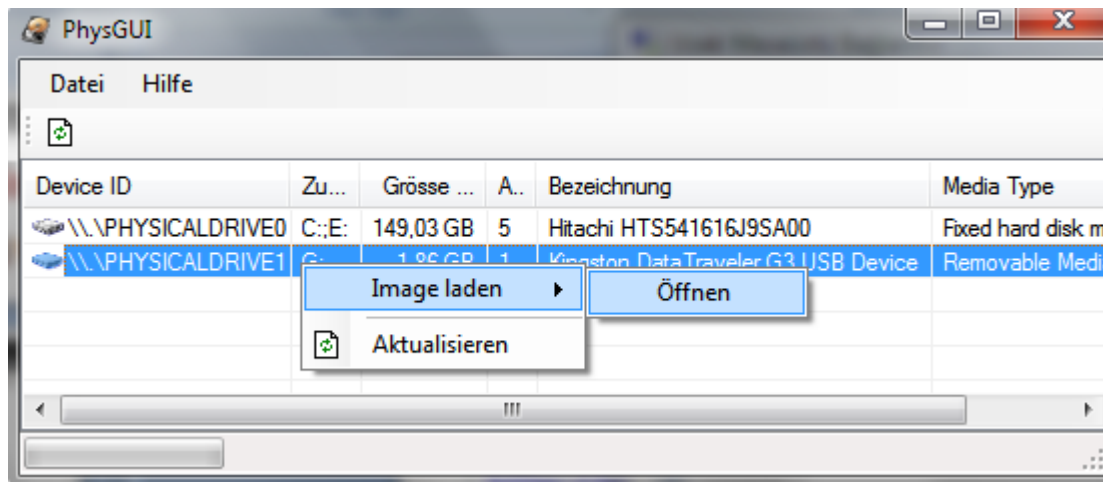 PhysGUI
Datei Hilfe
Device ID Zu... Grösse ... A.. Bezeichnung Media Type
\\.\PHYSICALDRIVE0 C:;E: 149,03 GB 5 Hitachi HTS541616J9SA00 Fixed hard disk m
\\.\PHYSICALDRIVE1 G: 1,86 GB 1 Kingston DataTraveler G3 USB Device Removable Medi
Image laden Öffnen
Aktualisieren